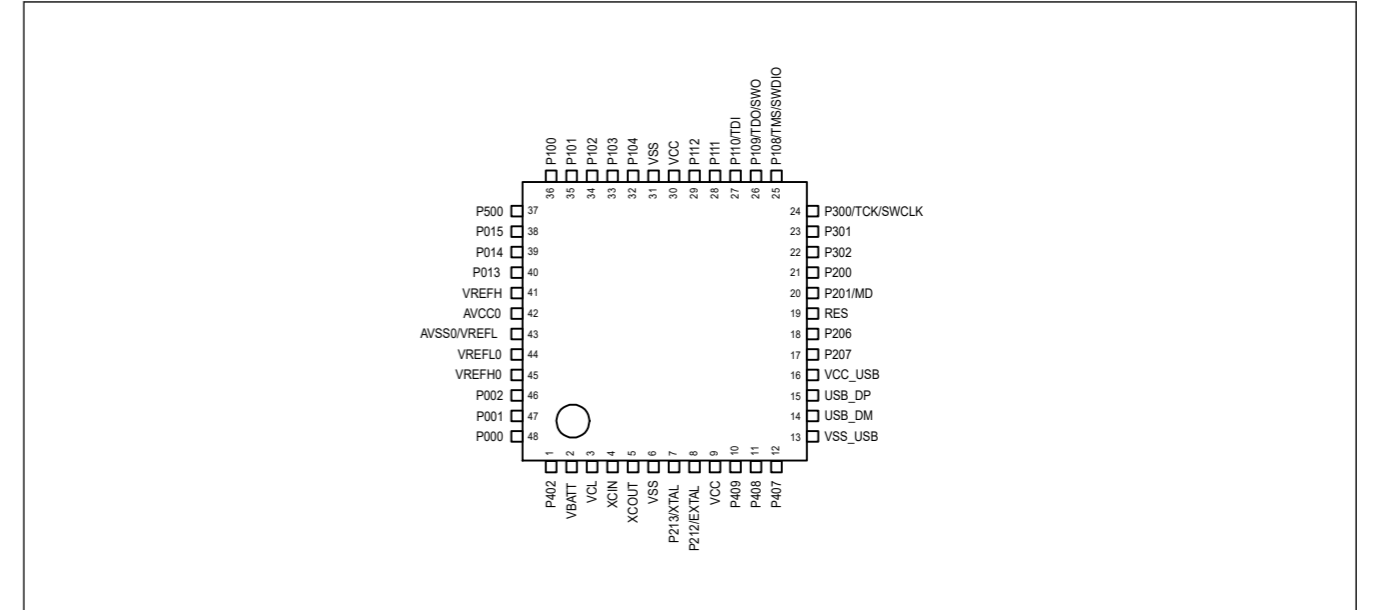 P100
P101
P102
P103
P104
VSS
VCC
P112
P111
P110/TDI
P109/TDO/SWO
P108/TMS/SWDIO
36
35
34
33
32
31
30
29
28
27
26
25
P500 37
P015 38
P014 39
P013 40
VREFH 41
AVCC0 42
AVSS0/VREFL 43
VREFL0 44
VREFH0 45
P002 46
P001 47
P000 48
24 P300/TCK/SWCLK
23 P301
22 P302
21 P200
20 P201/MD
19 RES
18 P206
17 P207
16 VCC_USB
15 USB_DP
14 USB_DM
13 VSS_USB
1
2
3
4
5
6
7
8
9
10
11
12
P402
VBATT
VCL
XCIN
XCOUT
VSS
P213/XTAL
P212/EXTAL
VCC
P409
P408
P407